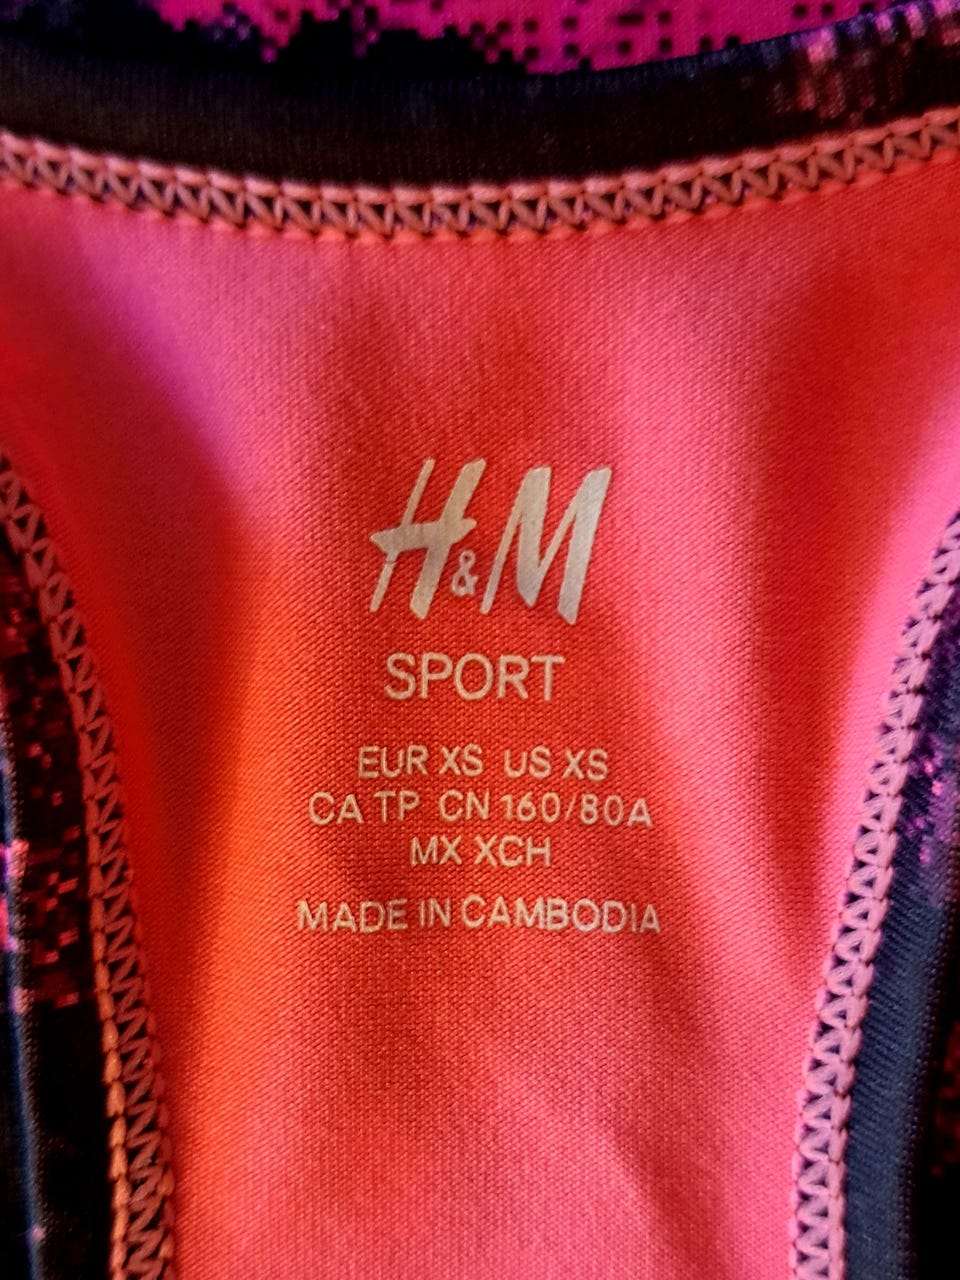 H&M
SPORT
EUR XS US XS
CA TP CN 160/80A
MX XCH
MADE IN CAMBODIA